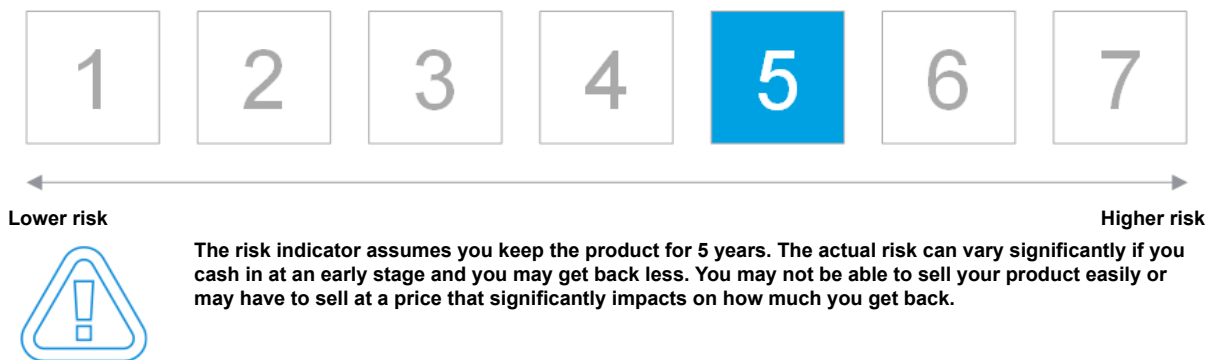 1 2 3 4 5 6 7
Lower risk Higher risk
The risk indicator assumes you keep the product for 5 years. The actual risk can vary significantly if you
cash in at an early stage and you may get back less. You may not be able to sell your product easily or
may have to sell at a price that significantly impacts on how much you get back.